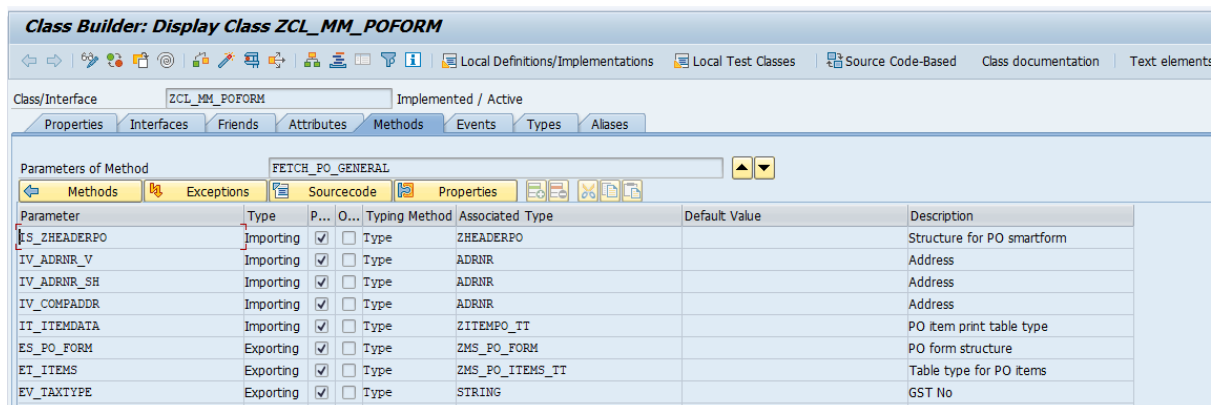 Class Builder: Display Class ZCL_MM_POFORM
Local Definitions/Implementations Local Test Classes Source Code-Based Class documentation Text elements
Class/Interface ZCL_MM_POFORM Implemented / Active
Properties Interfaces Friends Attributes Methods Events Types Aliases
Parameters of Method FETCH_PO_GENERAL
Methods Exceptions Sourcecode Properties
Parameter Type P... O... Typing Method Associated Type Default Value Description
IS_ZHEADERPO Importing Type ZHEADERPO Structure for PO smartform
IV_ADRNR_V Importing Type ADRNR Address
IV_ADRNR_SH Importing Type ADRNR Address
IV_COMPADDR Importing Type ADRNR Address
IT_ITEMDATA Importing Type ZITEMPO_TT PO item print table type
ES_PO_FORM Exporting Type ZMS_PO_FORM PO form structure
ET_ITEMS Exporting Type ZMS_PO_ITEMS_TT Table type for PO items
EV_TAXTYPE Exporting Type STRING GST No